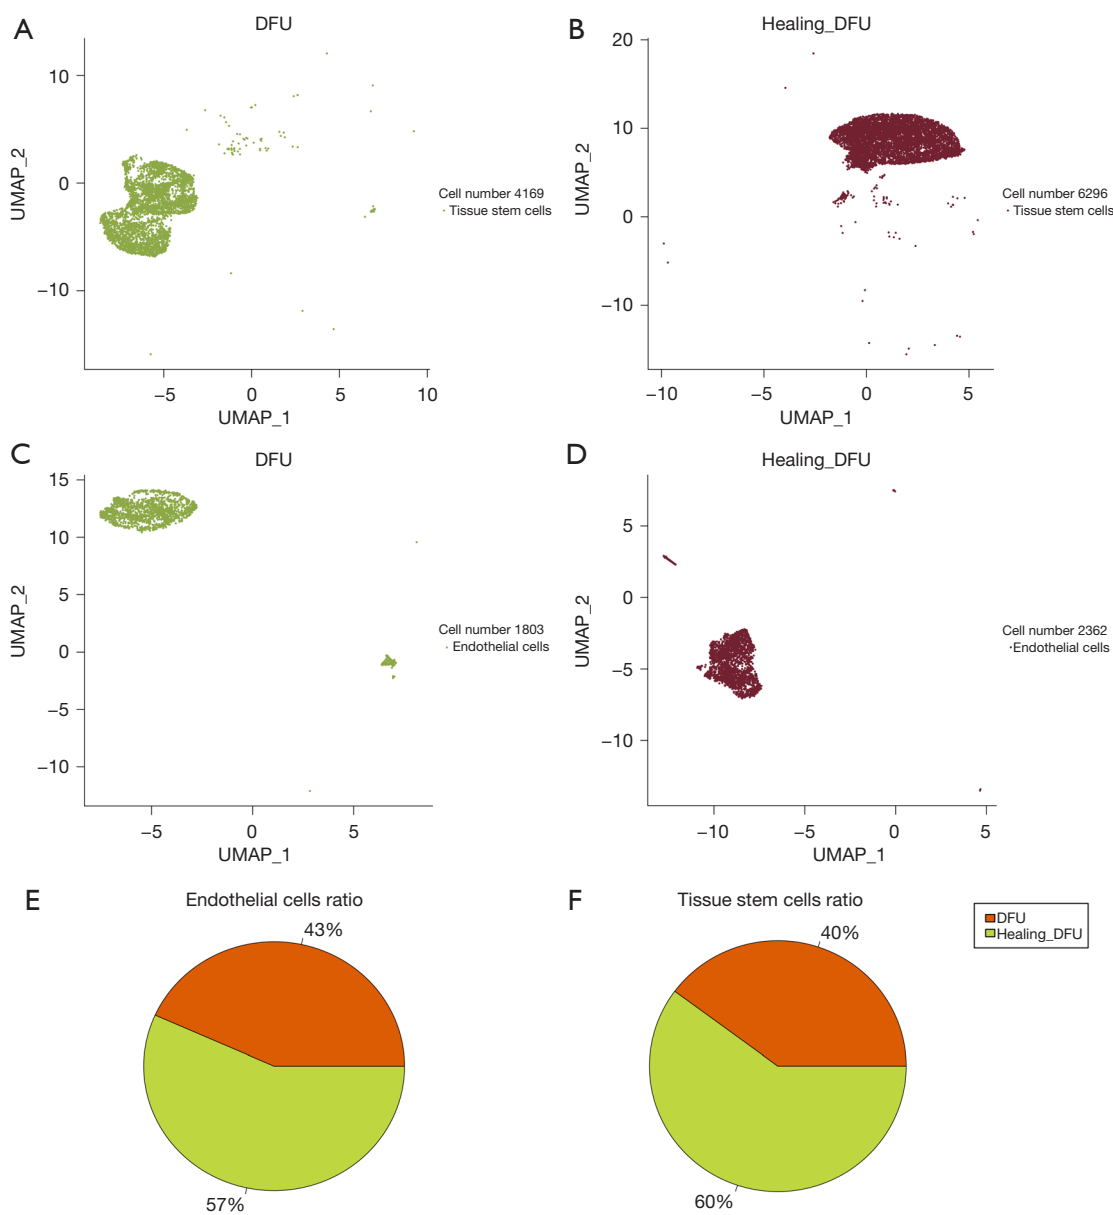 A
DFU
10
0
−10
UMAP_2
−5
0
5
10
UMAP_1
Cell number 4169
Tissue stem cells
B
Healing_DFU
20
10
0
−10
UMAP_2
−10
−5
0
5
UMAP_1
Cell number 6296
Tissue stem cells
C
DFU
15
10
5
0
−5
−10
UMAP_2
−5
0
5
UMAP_1
Cell number 1803
Endothelial cells
D
Healing_DFU
5
0
−5
−10
UMAP_2
−10
−5
0
5
UMAP_1
Cell number 2362
Endothelial cells
E
Endothelial cells ratio
43%
57%
F
Tissue stem cells ratio
40%
60%
DFU
Healing_DFU